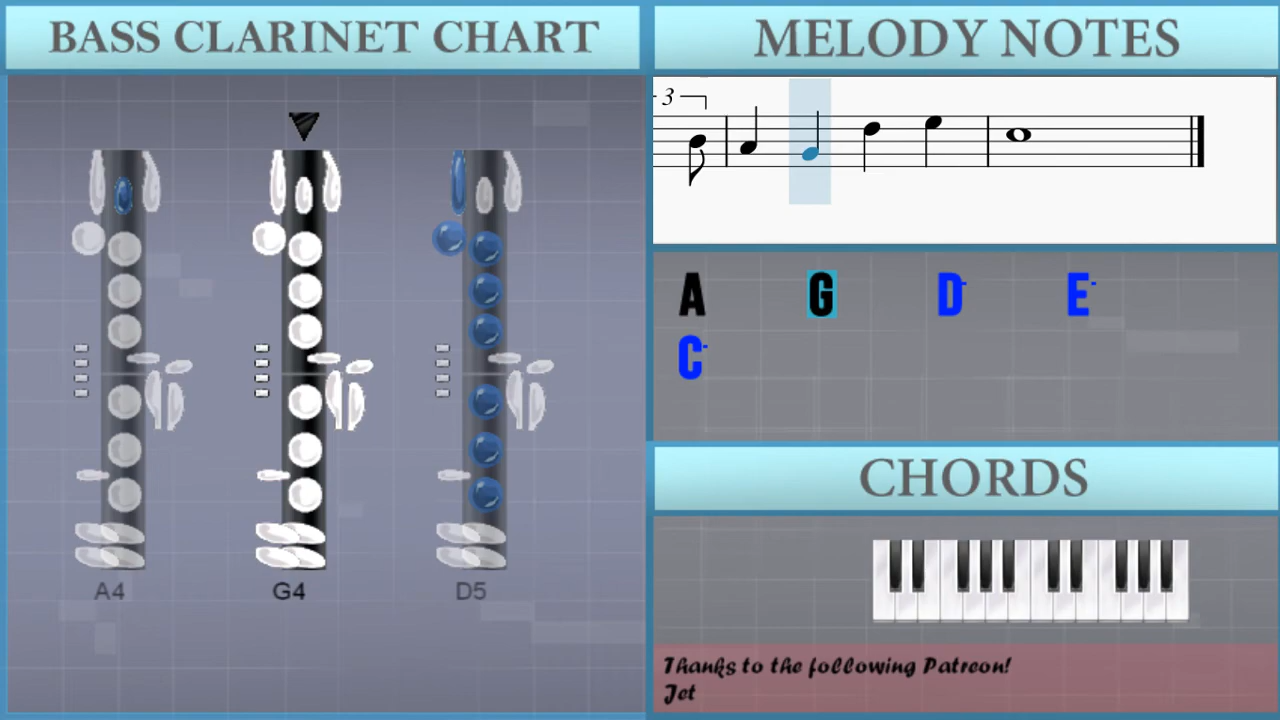 BASS CLARINET CHART
A4 G4 D5
MELODY NOTES
3
A G D- E-
C-
CHORDS
Thanks to the following Patreon!
Jet